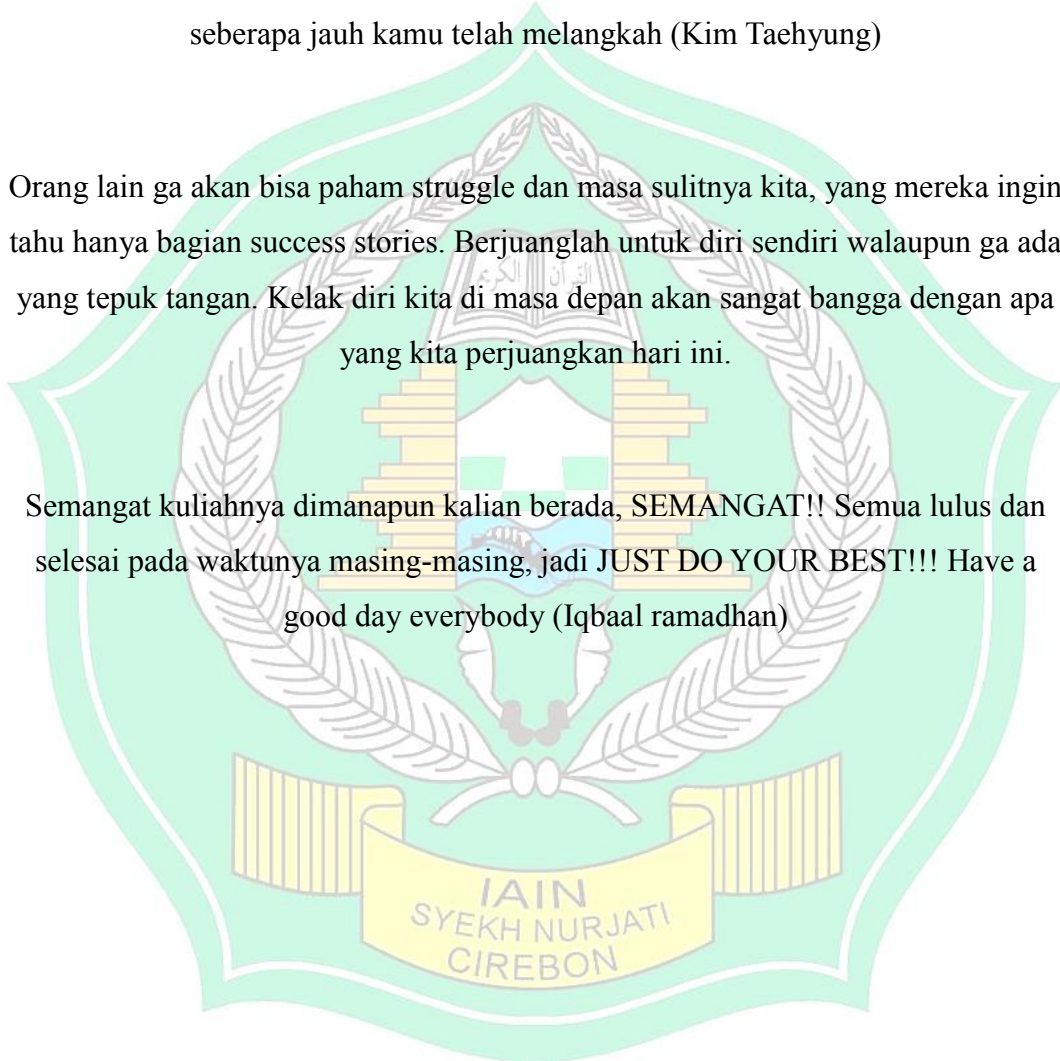 seberapa jauh kamu telah melangkah (Kim Taehyung)
Orang lain ga akan bisa paham struggle dan masa sulitnya kita, yang mereka ingin
tahu hanya bagian success stories. Berjuanglah untuk diri sendiri walaupun ga ada
yang tepuk tangan. Kelak diri kita di masa depan akan sangat bangga dengan apa
yang kita perjuangkan hari ini.
Semangat kuliahnya dimanapun kalian berada, SEMANGAT!! Semua lulus dan
selesai pada waktunya masing-masing, jadi JUST DO YOUR BEST!!! Have a
good day everybody (Iqbaal ramadhan)
القرآن الكريم
IAIN
SYEKH NURJATI
CIREBON